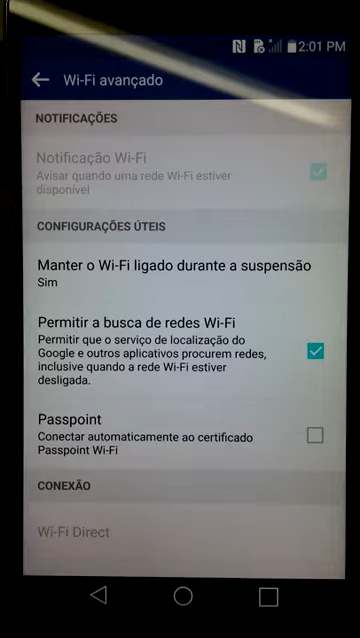 2:01 PM
Wi-Fi avançado
NOTIFICAÇÕES
Notificação Wi-Fi
Avisar quando uma rede Wi-Fi estiver
disponível
CONFIGURAÇÕES ÚTEIS
Manter o Wi-Fi ligado durante a suspensão
Sim
Permitir a busca de redes Wi-Fi
Permitir que o serviço de localização do
Google e outros aplicativos procurem redes,
inclusive quando a rede Wi-Fi estiver
desligada.
Passpoint
Conectar automaticamente ao certificado
Passpoint Wi-Fi
CONEXÃO
Wi-Fi Direct